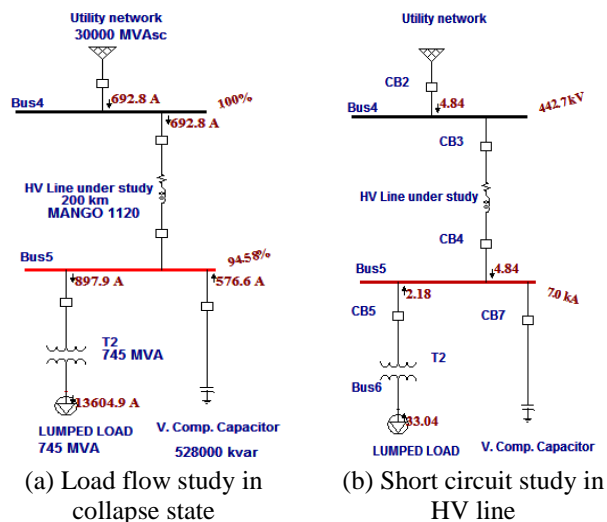 Utility network
30000 MVAsc
692.8 A
100%
Bus4
692.8 A
HV Line under study
200 km
MANGO 1120
94.58%
Bus5
897.9 A
576.6 A
T2
745 MVA
13604.9 A
LUMPED LOAD
745 MVA
V. Comp. Capacitor
528000 kvar
(a) Load flow study in
collapse state
Utility network
CB2
4.84
442.7kV
Bus4
CB3
HV Line under study
CB4
Bus5
4.84
7.0 kA
2.18
CB5
CB7
T2
Bus6
33.04
LUMPED LOAD
V. Comp. Capacitor
(b) Short circuit study in
HV line